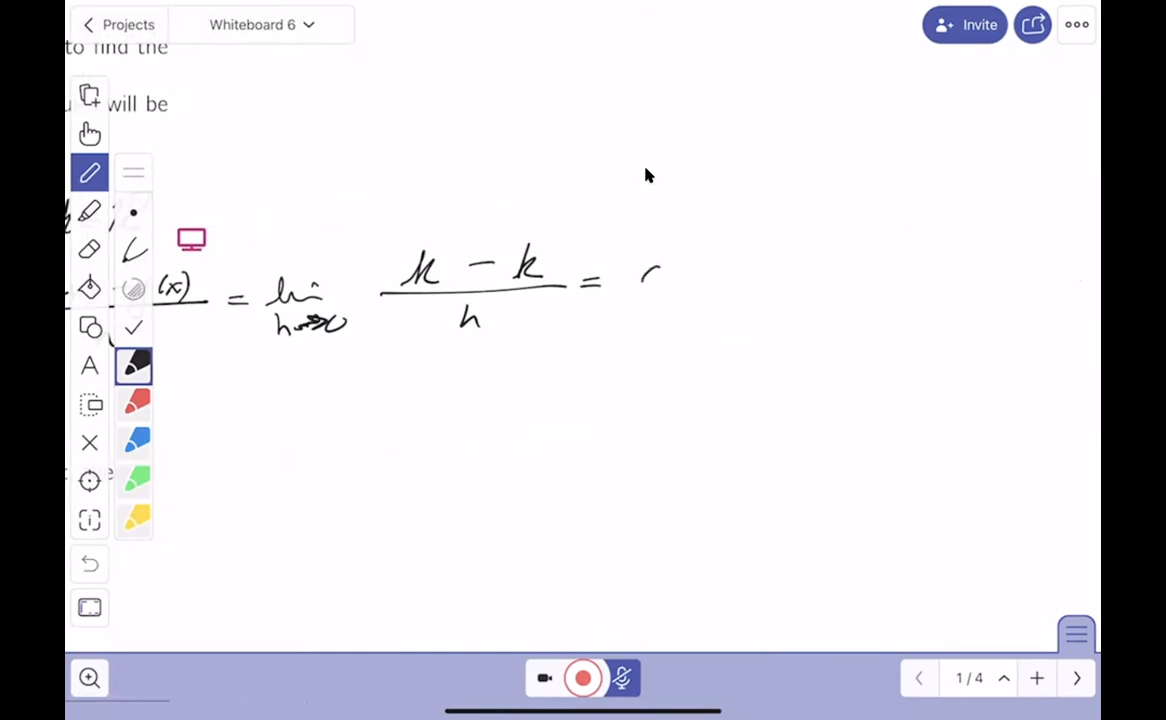 Projects
Whiteboard 6
Invite
to find the
will be
(x) = lim h→0 k - k / h =
A
1/4